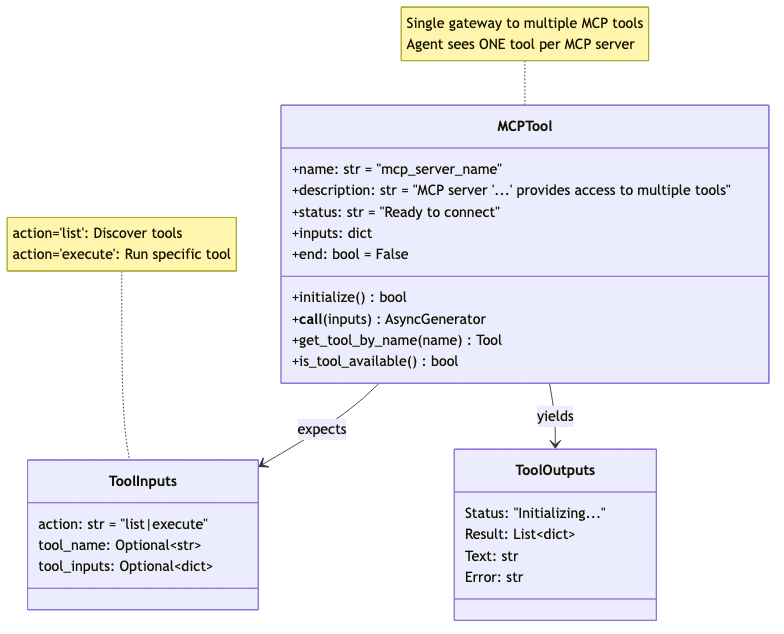 Single gateway to multiple MCP tools
Agent sees ONE tool per MCP server
MCPTool
+name: str = "mcp_server_name"
+description: str = "MCP server '...' provides access to multiple tools"
+status: str = "Ready to connect"
+inputs: dict
+end: bool = False
+initialize() : bool
+call(inputs) : AsyncGenerator
+get_tool_by_name(name) : Tool
+is_tool_available() : bool
action='list': Discover tools
action='execute': Run specific tool
expects
yields
ToolInputs
action: str = "list|execute"
tool_name: Optional<str>
tool_inputs: Optional<dict>
ToolOutputs
Status: "Initializing..."
Result: List<dict>
Text: str
Error: str